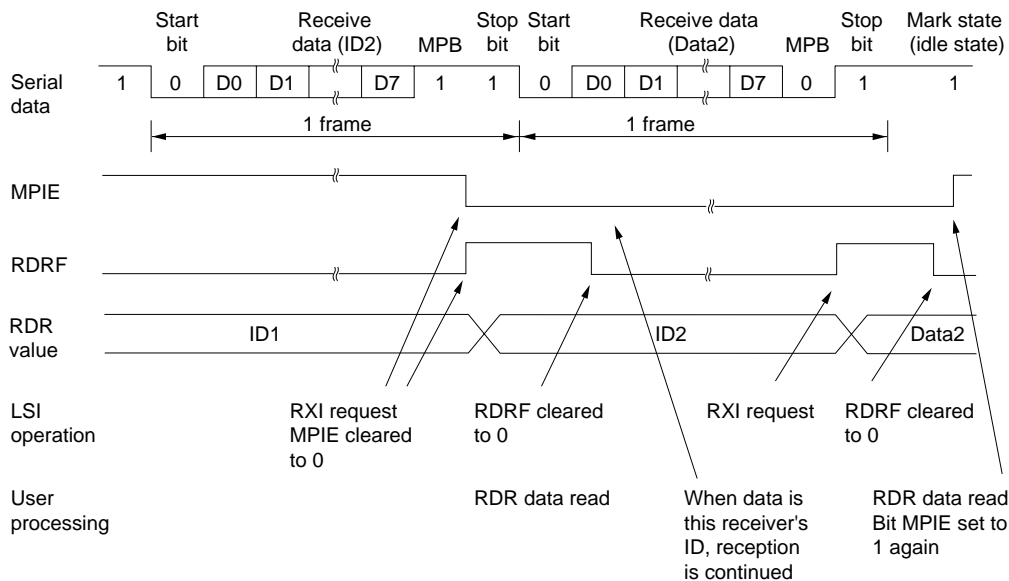 Start bit
Receive data (ID2)
MPB
Stop bit
Start bit
Receive data (Data2)
MPB
Stop bit
Mark state (idle state)
Serial data
1 0 D0 D1 D7 1 1 0 D0 D1 D7 0 1 1
1 frame 1 frame
MPIE
RDRF
RDR value
ID1 ID2 Data2
LSI operation
RXI request
MPIE cleared
to 0
RDRF cleared
to 0
RXI request
RDRF cleared
to 0
User processing
RDR data read
When data is
this receiver's
ID, reception
is continued
RDR data read
Bit MPIE set to
1 again